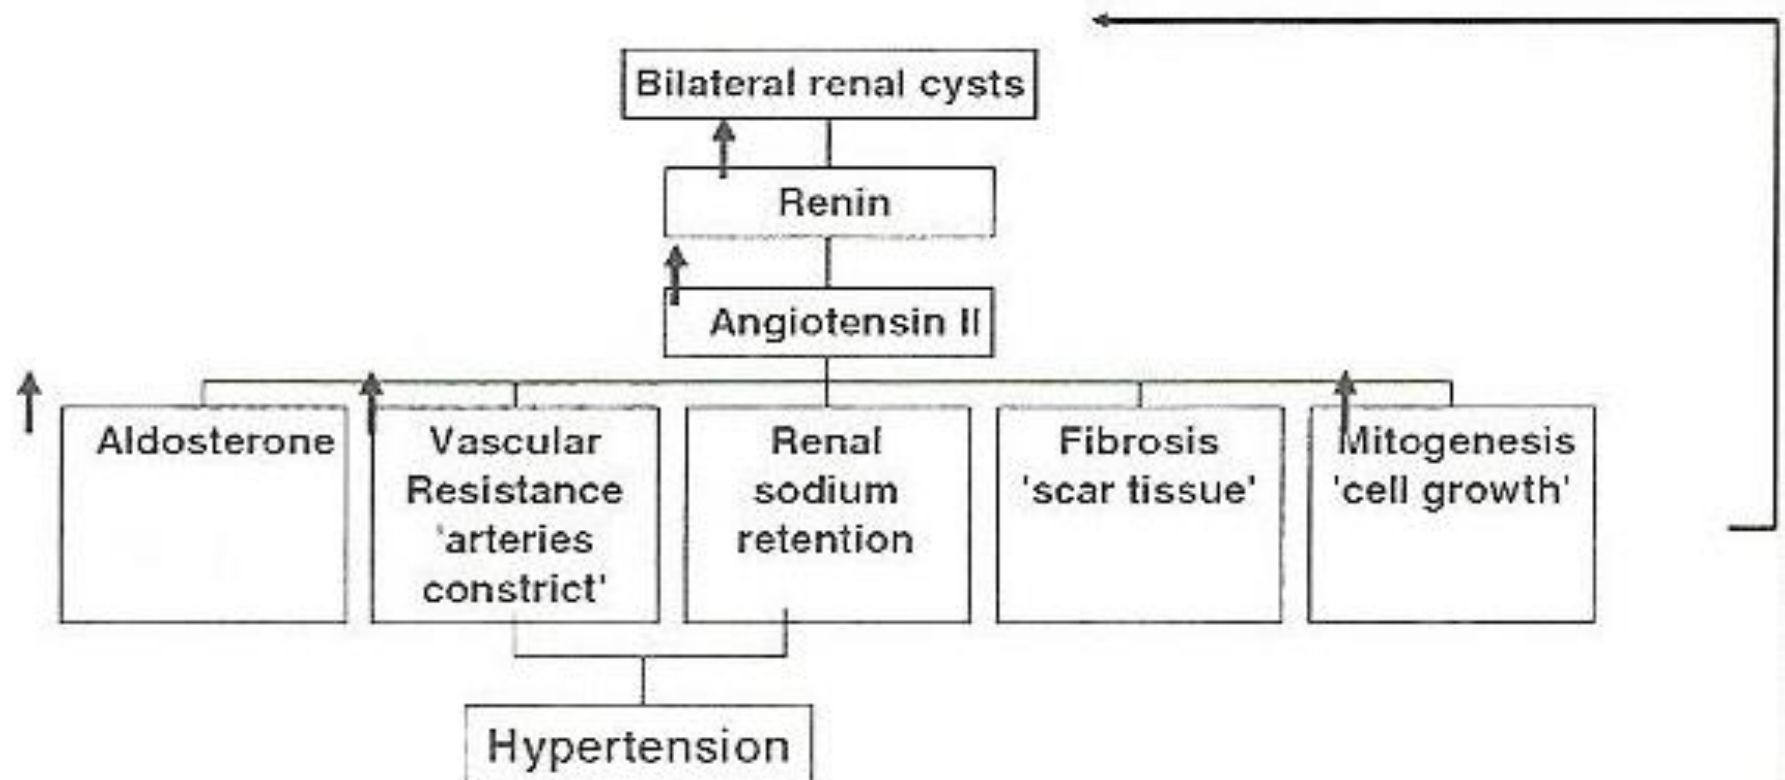 Bilateral renal cysts
Renin
Angiotensin II
Aldosterone
Vascular
Resistance
'arteries
constrict'
Renal
sodium
retention
Fibrosis
'scar tissue'
Mitogenesis
'cell growth'
Hypertension